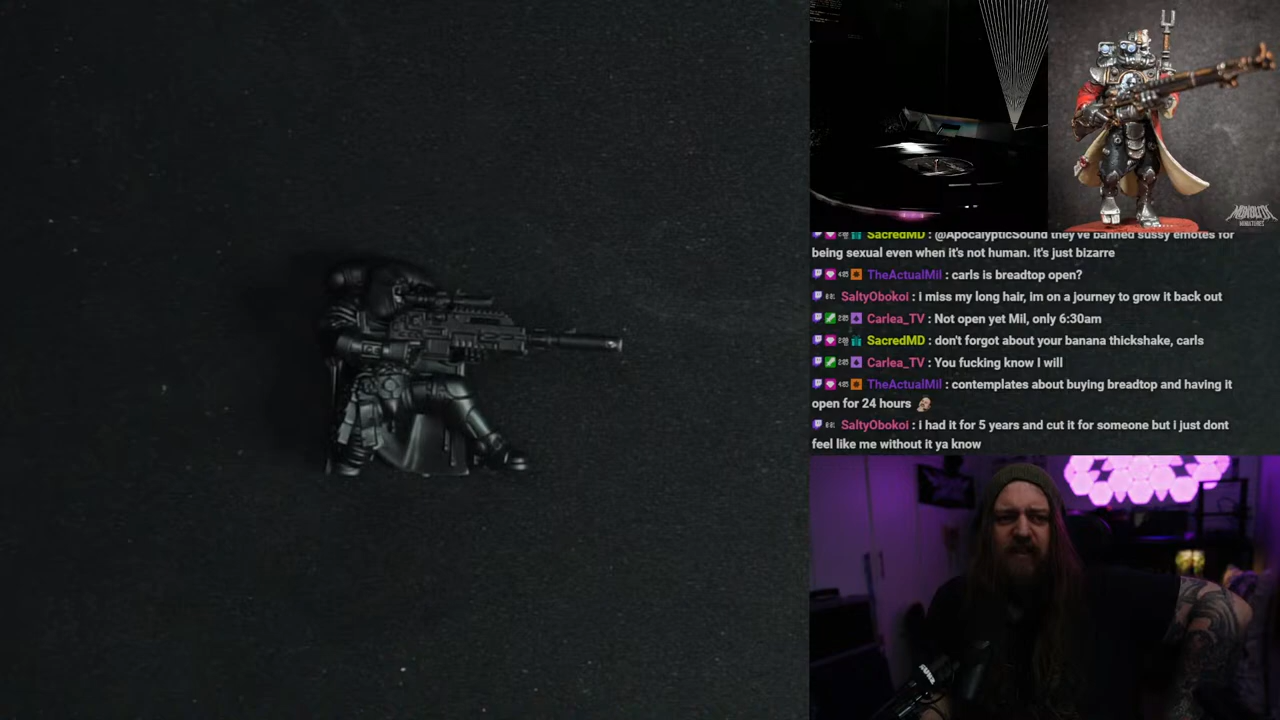 SacredMD : @ApocalypticSound they've banned sussy emotes for
being sexual even when it's not human. it's just bizarre
TheActualMil : carls is breadtop open?
SaltyObokoi : i miss my long hair, im on a journey to grow it back out
Carlea_TV : Not open yet Mil, only 6:30am
SacredMD : don't forgot about your banana thickshake, carls
Carlea_TV : You fucking know I will
TheActualMil : contemplates about buying breadtop and having it
open for 24 hours
SaltyObokoi : i had it for 5 years and cut it for someone but i just dont
feel like me without it ya know